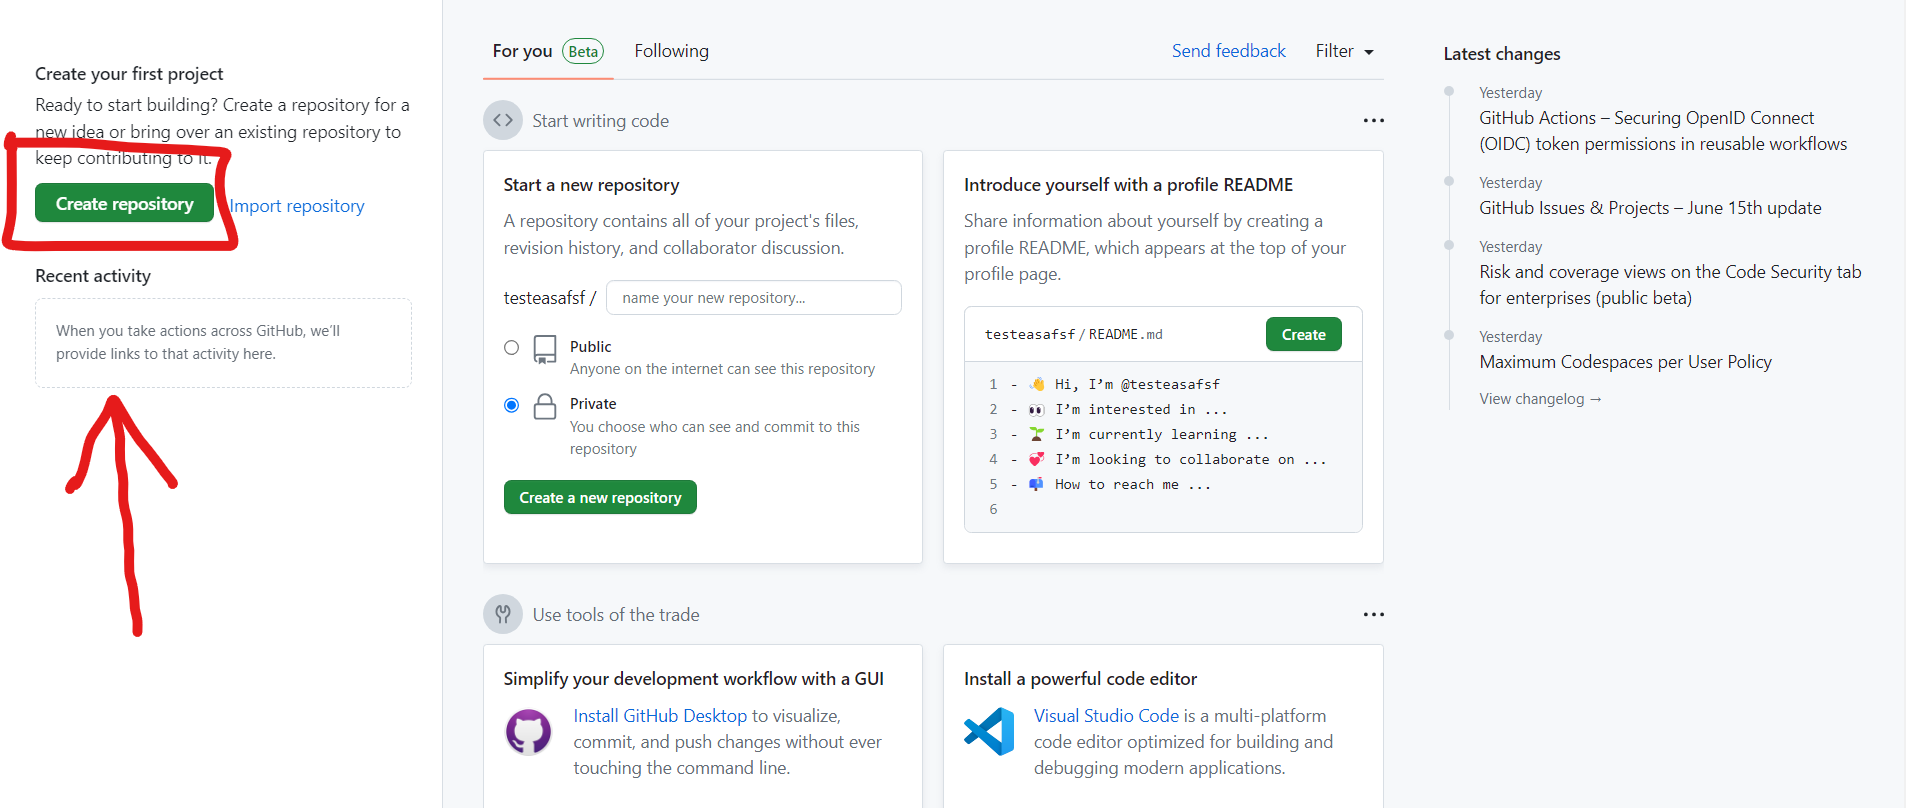 Create your first project
Ready to start building? Create a repository for a
new idea or bring over an existing repository to
keep contributing to it.
Create repository
Import repository
Recent activity
When you take actions across GitHub, we'll
provide links to that activity here.
For you Beta Following
Send feedback Filter
Start writing code
Start a new repository
A repository contains all of your project's files,
revision history, and collaborator discussion.
testeasafsf / name your new repository...
Public
Anyone on the internet can see this repository
Private
You choose who can see and commit to this
repository
Create a new repository
Introduce yourself with a profile README
Share information about yourself by creating a
profile README, which appears at the top of your
profile page.
testeasafsf / README.md Create
1 - 👋 Hi, I’m @testeasafsf
2 - 👀 I’m interested in ...
3 - 🌱 I’m currently learning ...
4 - 💞️ I’m looking to collaborate on ...
5 - 📫 How to reach me ...
6
Use tools of the trade
Simplify your development workflow with a GUI
Install GitHub Desktop to visualize,
commit, and push changes without ever
touching the command line.
Install a powerful code editor
Visual Studio Code is a multi-platform
code editor optimized for building and
debugging modern applications.
Latest changes
Yesterday
GitHub Actions – Securing OpenID Connect
(OIDC) token permissions in reusable workflows
Yesterday
GitHub Issues & Projects – June 15th update
Yesterday
Risk and coverage views on the Code Security tab
for enterprises (public beta)
Yesterday
Maximum Codespaces per User Policy
View changelog →